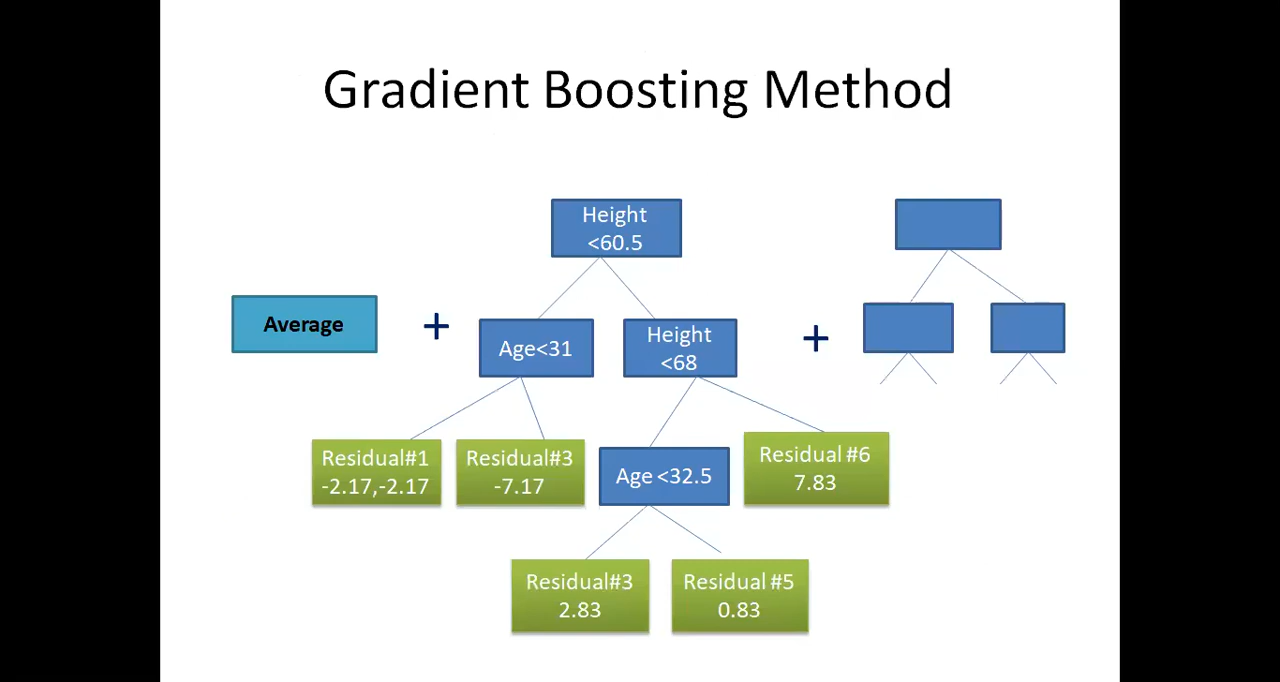 Gradient Boosting Method
Height
<60.5
Average
+
Age<31
Height
<68
+
Residual#1
-2.17,-2.17
Residual#3
-7.17
Age <32.5
Residual #6
7.83
Residual#3
2.83
Residual #5
0.83